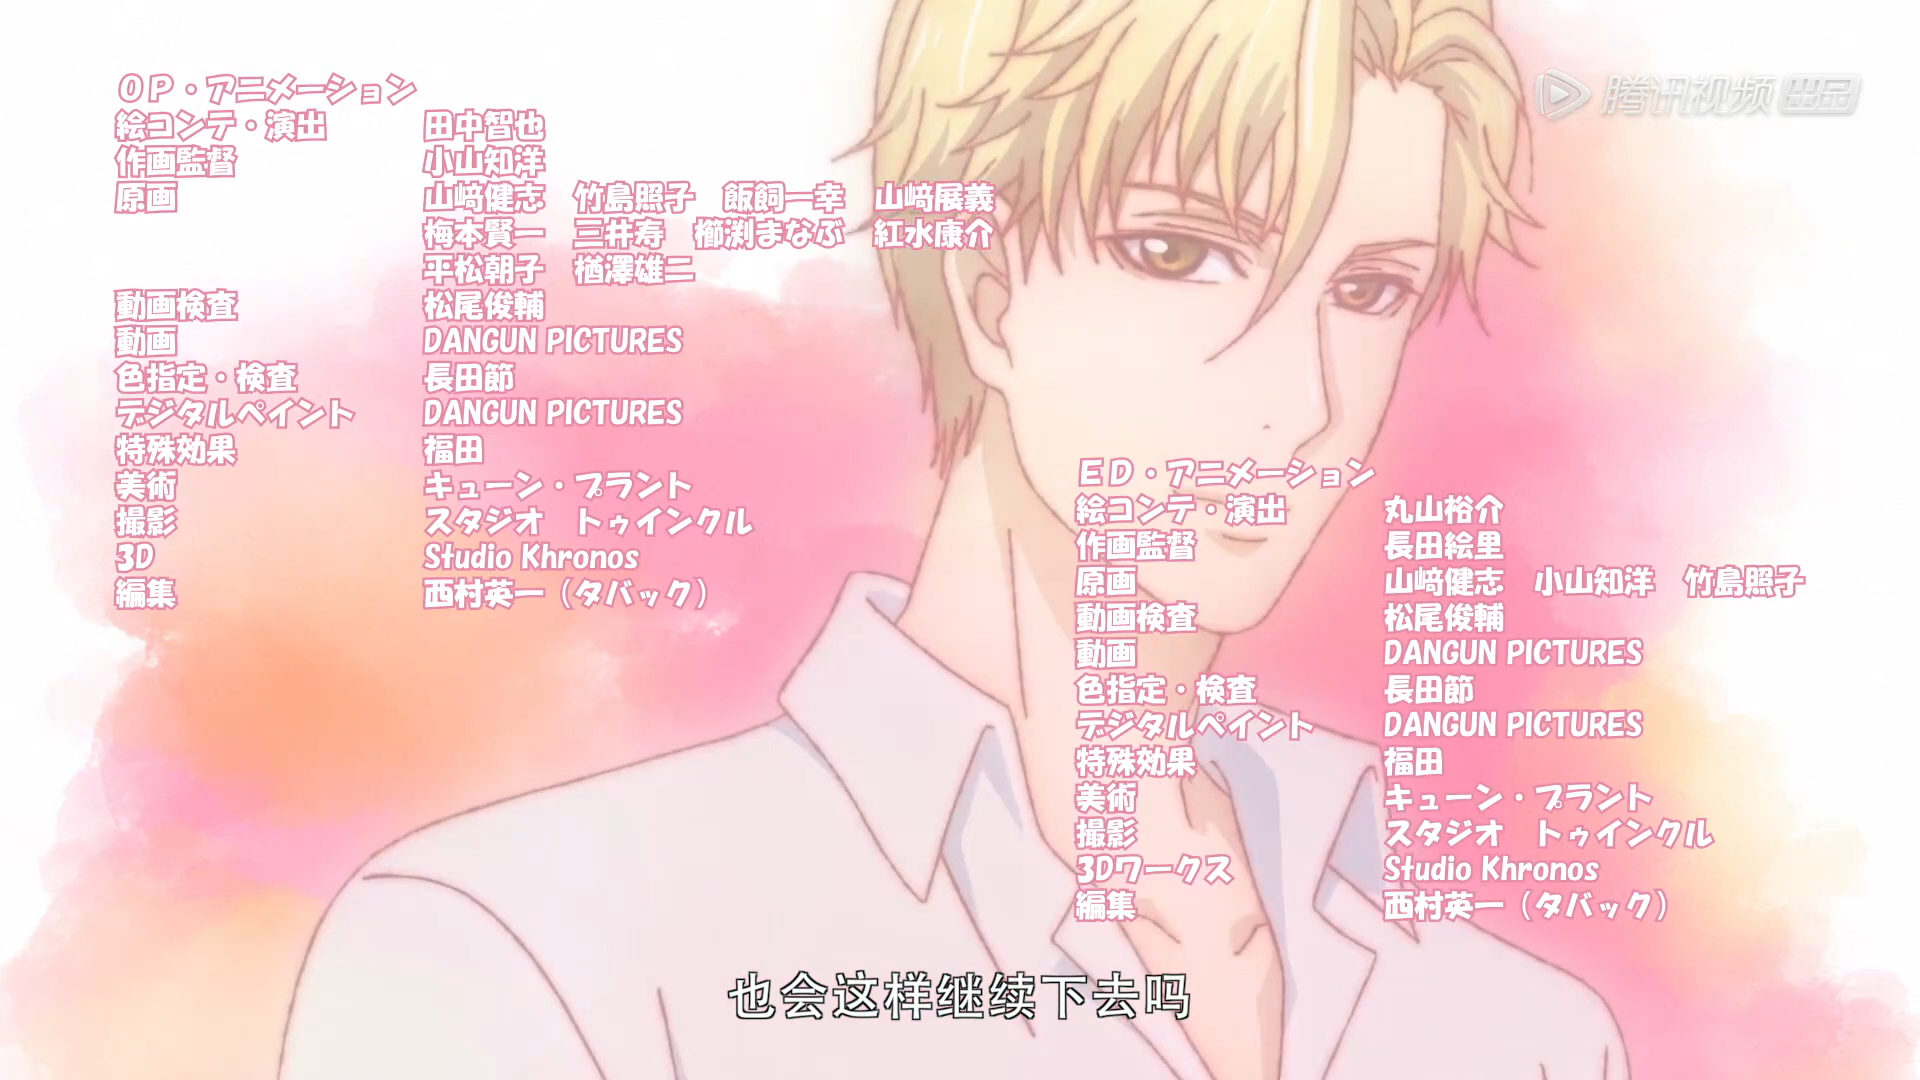 OP・アニメーション
絵コンテ・演出 田中智也
作画監督 小山知洋
原画 山﨑健志 竹島照子 飯飼一幸 山﨑展義
梅本賢一 三井寿 櫛渕まなぶ 紅水康介
平松朝子 楢澤雄二
動画検査 松尾俊輔
動画 DANGUN PICTURES
色指定・検査 長田節
デジタルペイント DANGUN PICTURES
特殊効果 福田
美術 キューン・プラント
撮影 スタジオ トゥインクル
3D Studio Khronos
編集 西村英一（タバック）
腾讯视频 出品
ED・アニメーション
絵コンテ・演出 丸山裕介
作画監督 長田絵里
原画 山﨑健志 小山知洋 竹島照子
動画検査 松尾俊輔
動画 DANGUN PICTURES
色指定・検査 長田節
デジタルペイント DANGUN PICTURES
特殊効果 福田
美術 キューン・プラント
撮影 スタジオ トゥインクル
3Dワークス Studio Khronos
編集 西村英一（タバック）
也会这样继续下去吗